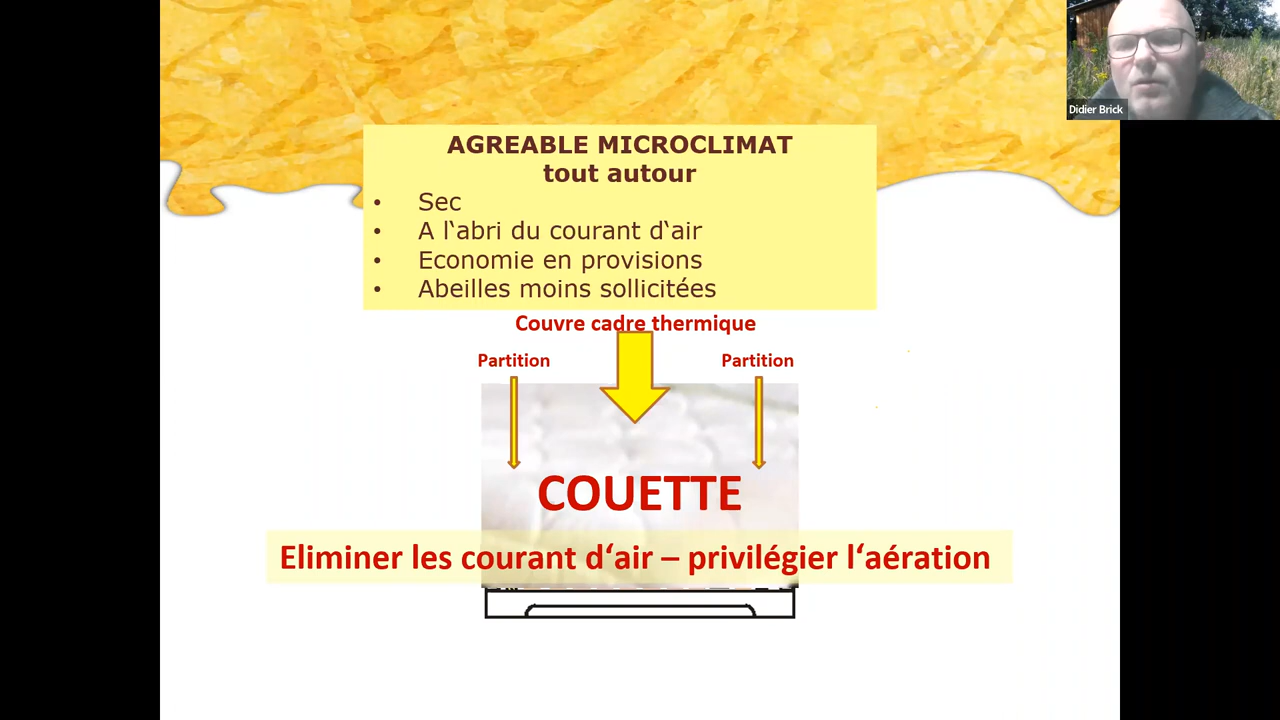 Didier Brick
AGREABLE MICROCLIMAT
tout autour
• Sec
• A l‘abri du courant d‘air
• Economie en provisions
• Abeilles moins sollicitées
Couvre cadre thermique
Partition Partition
COUETTE
Eliminer les courant d‘air – privilégier l‘aération